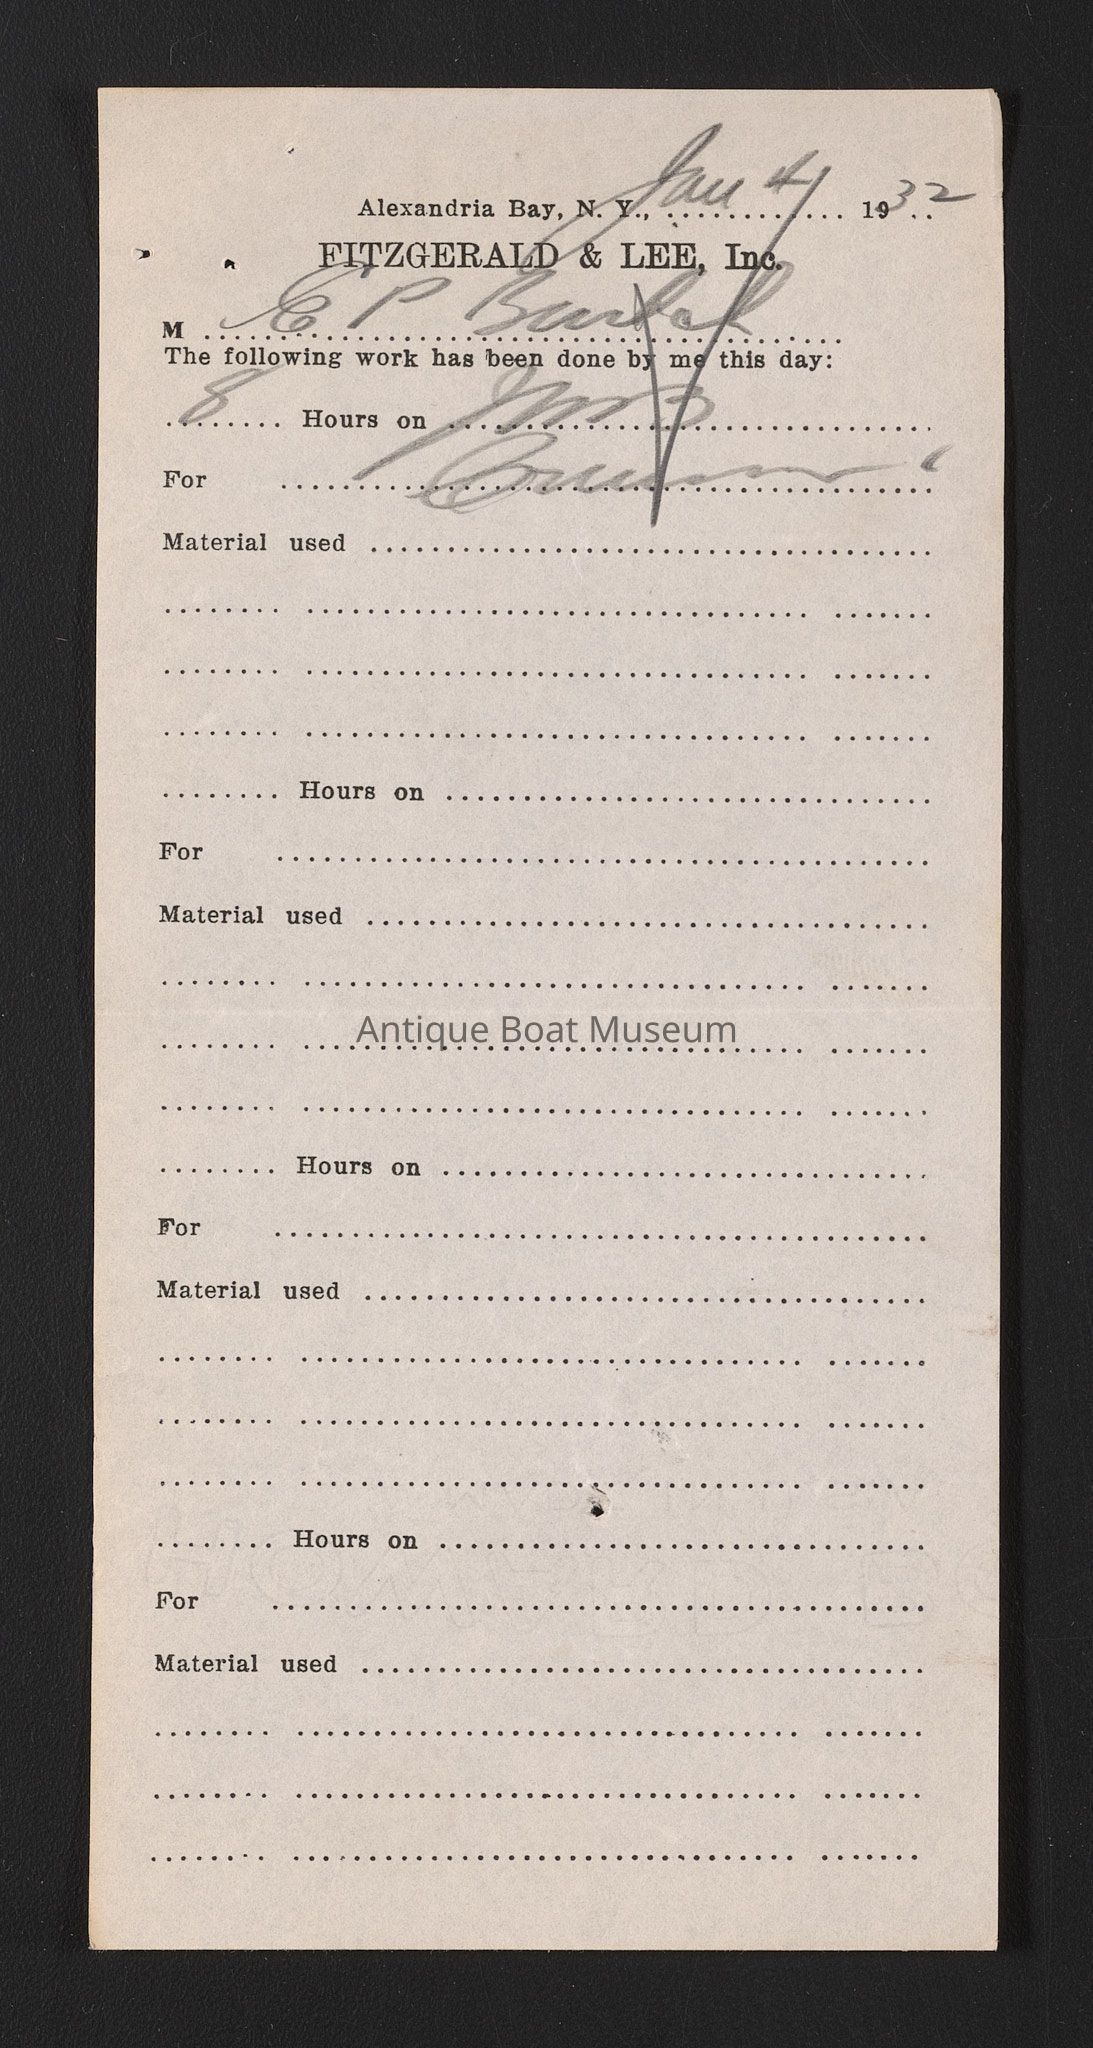 Alexandria Bay, N. Y., Jan 4 1932
FITZGERALD & LEE, Inc.
M E P
The following work has been done by me this day:
8 Hours on
For
Material used
Hours on
For
Material used
Antique Boat Museum
Hours on
For
Material used
Hours on
For
Material used